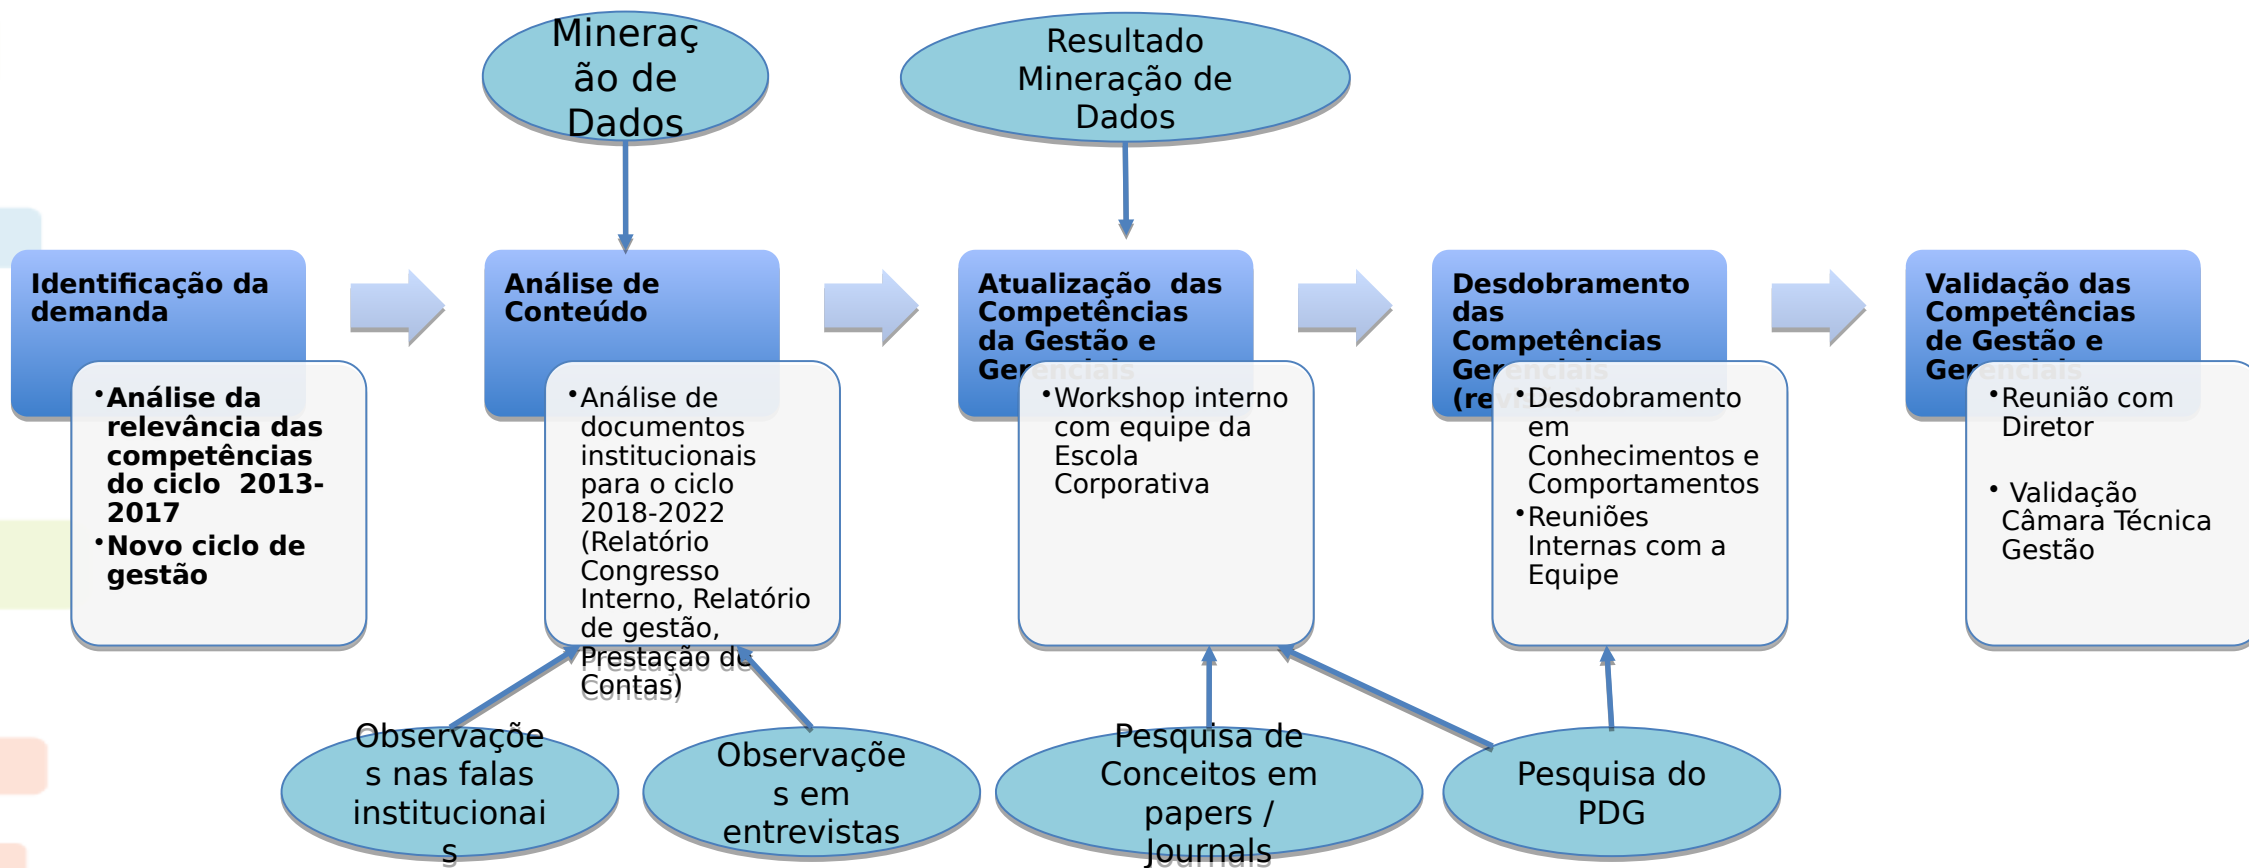 Mineraç
ão de
Dados
Resultado
Mineração de
Dados
Identificação da
demanda
•Análise da
relevância das
competências
do ciclo 2013-
2017
•Novo ciclo de
gestão
Análise de
Conteúdo
•Análise de
documentos
institucionais
para o ciclo
2018-2022
(Relatório
Congresso
Interno, Relatório
de gestão,
Prestação de
Contas)
Atualização das
Competências
da Gestão e
Gerenciais
•Workshop interno
com equipe da
Escola
Corporativa
Desdobramento
das
Competências
Gerenciais
(revisão)
•Desdobramento
em
Conhecimentos e
Comportamentos
•Reuniões
Internas com a
Equipe
Validação das
Competências
de Gestão e
Gerenciais
•Reunião com
Diretor
• Validação
Câmara Técnica
Gestão
Observaçõe
s nas falas
institucionai
s
Observaçõe
s em
entrevistas
Pesquisa de
Conceitos em
papers /
Journals
Pesquisa do
PDG